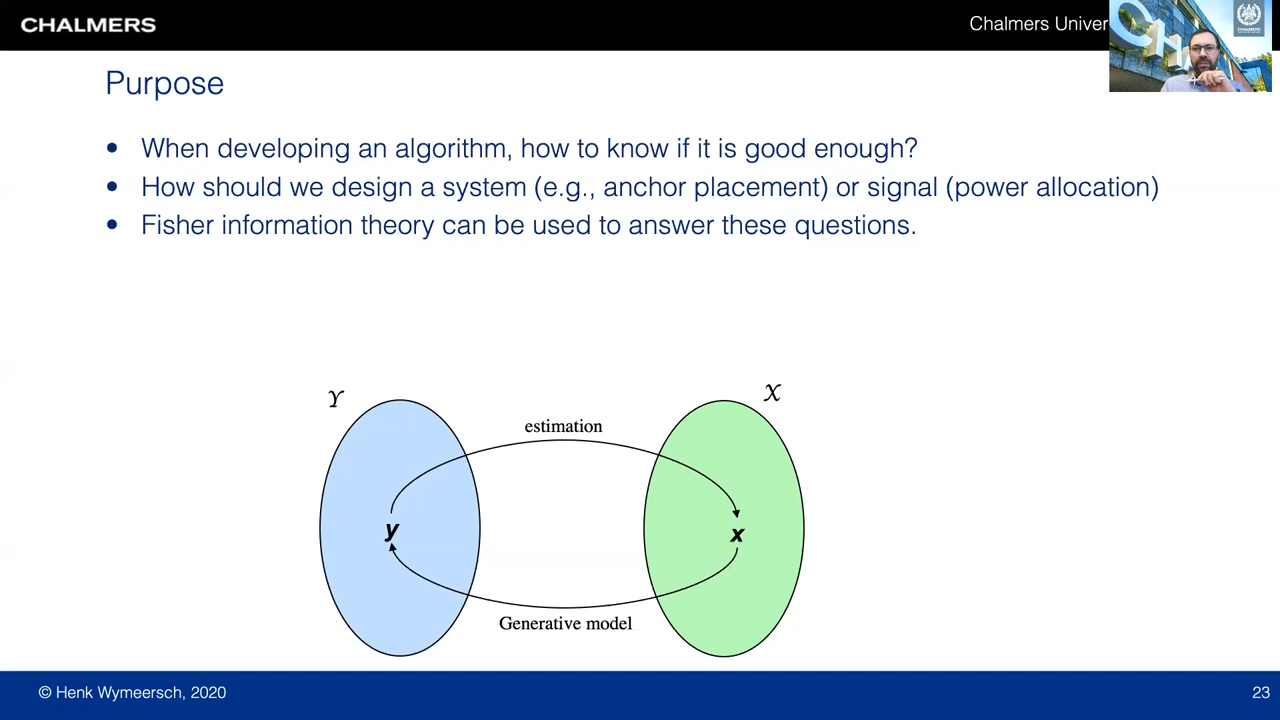 CHALMERS
Chalmers Univer
Purpose
• When developing an algorithm, how to know if it is good enough?
• How should we design a system (e.g., anchor placement) or signal (power allocation)
• Fisher information theory can be used to answer these questions.
𝒴
𝒳
estimation
y
x
Generative model
© Henk Wymeersch, 2020
23